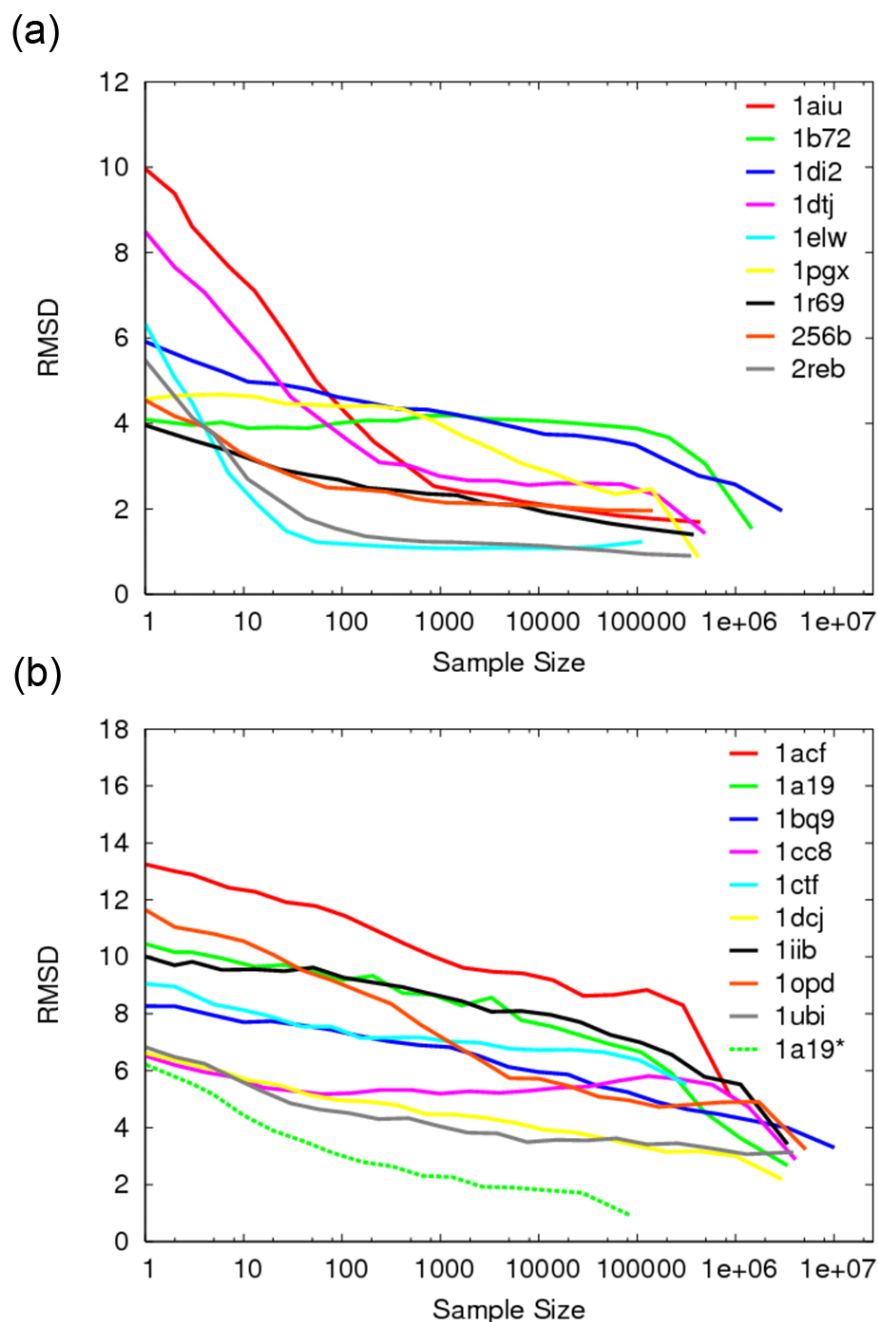 (a)
12
10
8
6
4
2
0
RMSD
1aiu
1b72
1di2
1dtj
1elw
1pgx
1r69
256b
2reb
1 10 100 1000 10000 100000 1e+06 1e+07
Sample Size
(b)
18
16
14
12
10
8
6
4
2
0
RMSD
1acf
1a19
1bq9
1cc8
1ctf
1dcj
1iib
1opd
1ubi
1a19*
1 10 100 1000 10000 100000 1e+06 1e+07
Sample Size